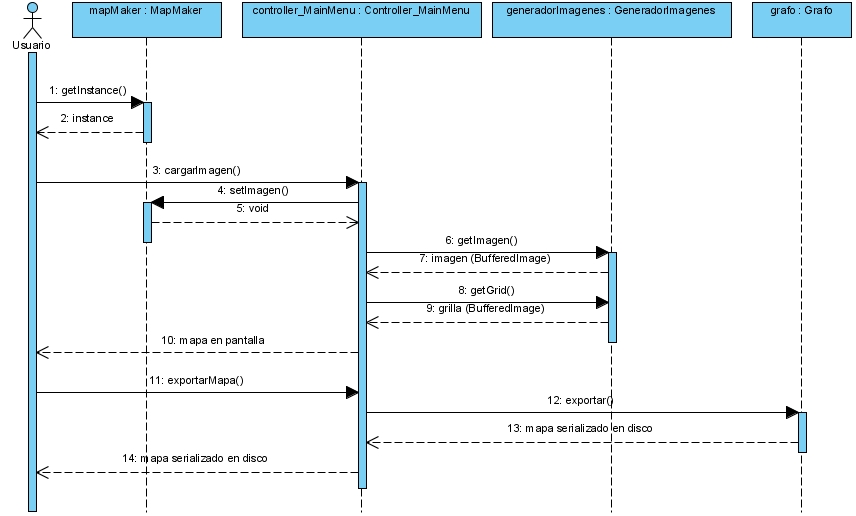 mapMaker : MapMaker
controller_MainMenu : Controller_MainMenu
generadorImagenes : GeneradorImagenes
grafo : Grafo
Usuario
1: getInstance()
2: instance
3: cargarImagen()
4: setImagen()
5: void
6: getImagen()
7: imagen (BufferedImage)
8: getGrid()
9: grilla (BufferedImage)
10: mapa en pantalla
11: exportarMapa()
12: exportar()
13: mapa serializado en disco
14: mapa serializado en disco